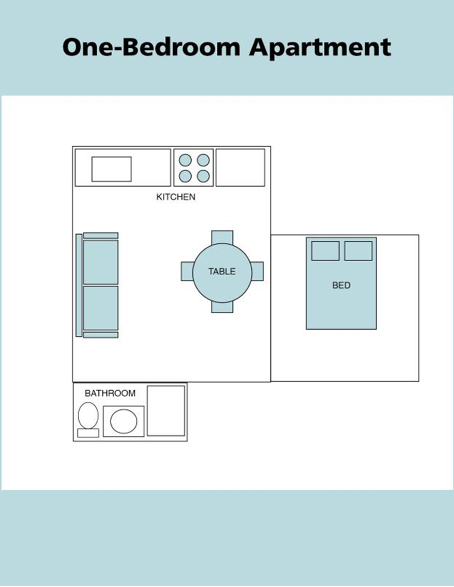 One-Bedroom Apartment
KITCHEN
TABLE
BED
BATHROOM